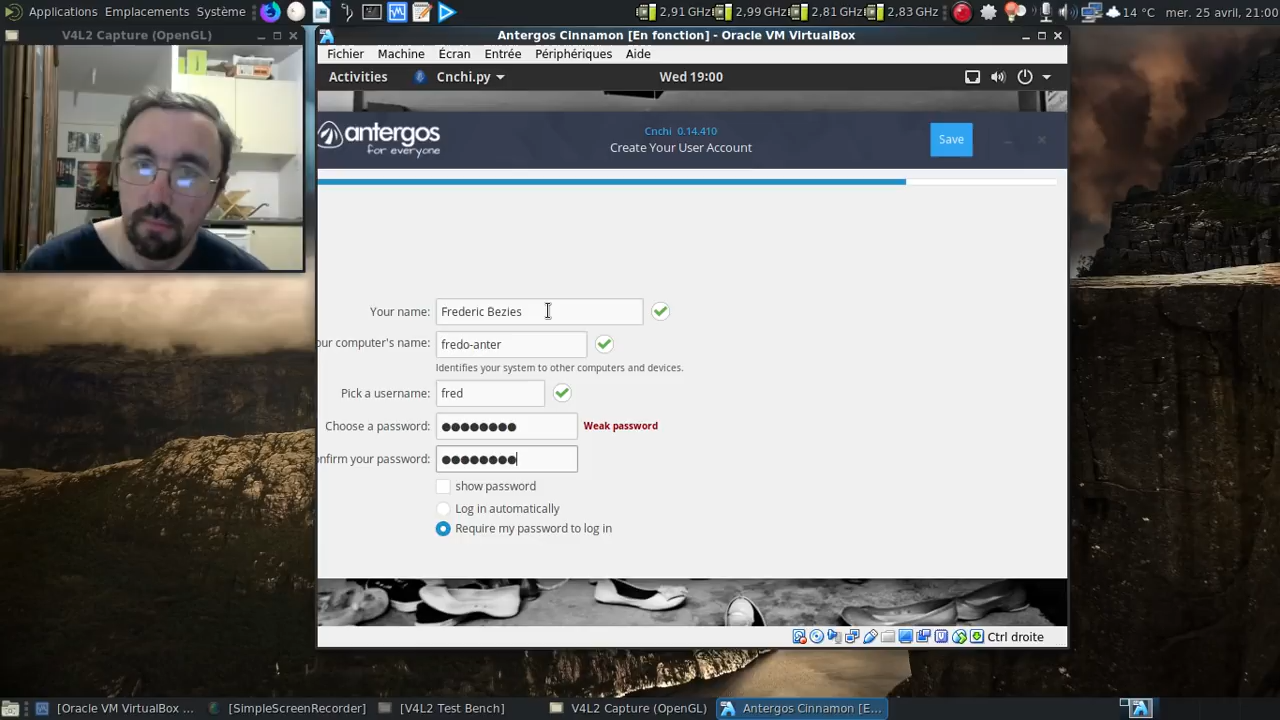 Applications Emplacements Système 2,91 GHz 2,99 GHz 2,81 GHz 2,83 GHz 14 °C mer. 25 avril, 21:00
V4L2 Capture (OpenGL)
Antergos Cinnamon [En fonction] - Oracle VM VirtualBox
Fichier Machine Écran Entrée Périphériques Aide
Activities Cnchi.py Wed 19:00
antergos
for everyone
Cnchi 0.14.410
Create Your User Account
Save
Your name: Frederic Bezies
our computer's name: fredo-anter
Identifies your system to other computers and devices.
Pick a username: fred
Choose a password: ●●●●●●●● Weak password
onfirm your password: ●●●●●●●●
show password
Log in automatically
Require my password to log in
Ctrl droite
[Oracle VM VirtualBox ... [SimpleScreenRecorder] [V4L2 Test Bench] V4L2 Capture (OpenGL) Antergos Cinnamon [E...